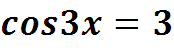 cos3x = 3